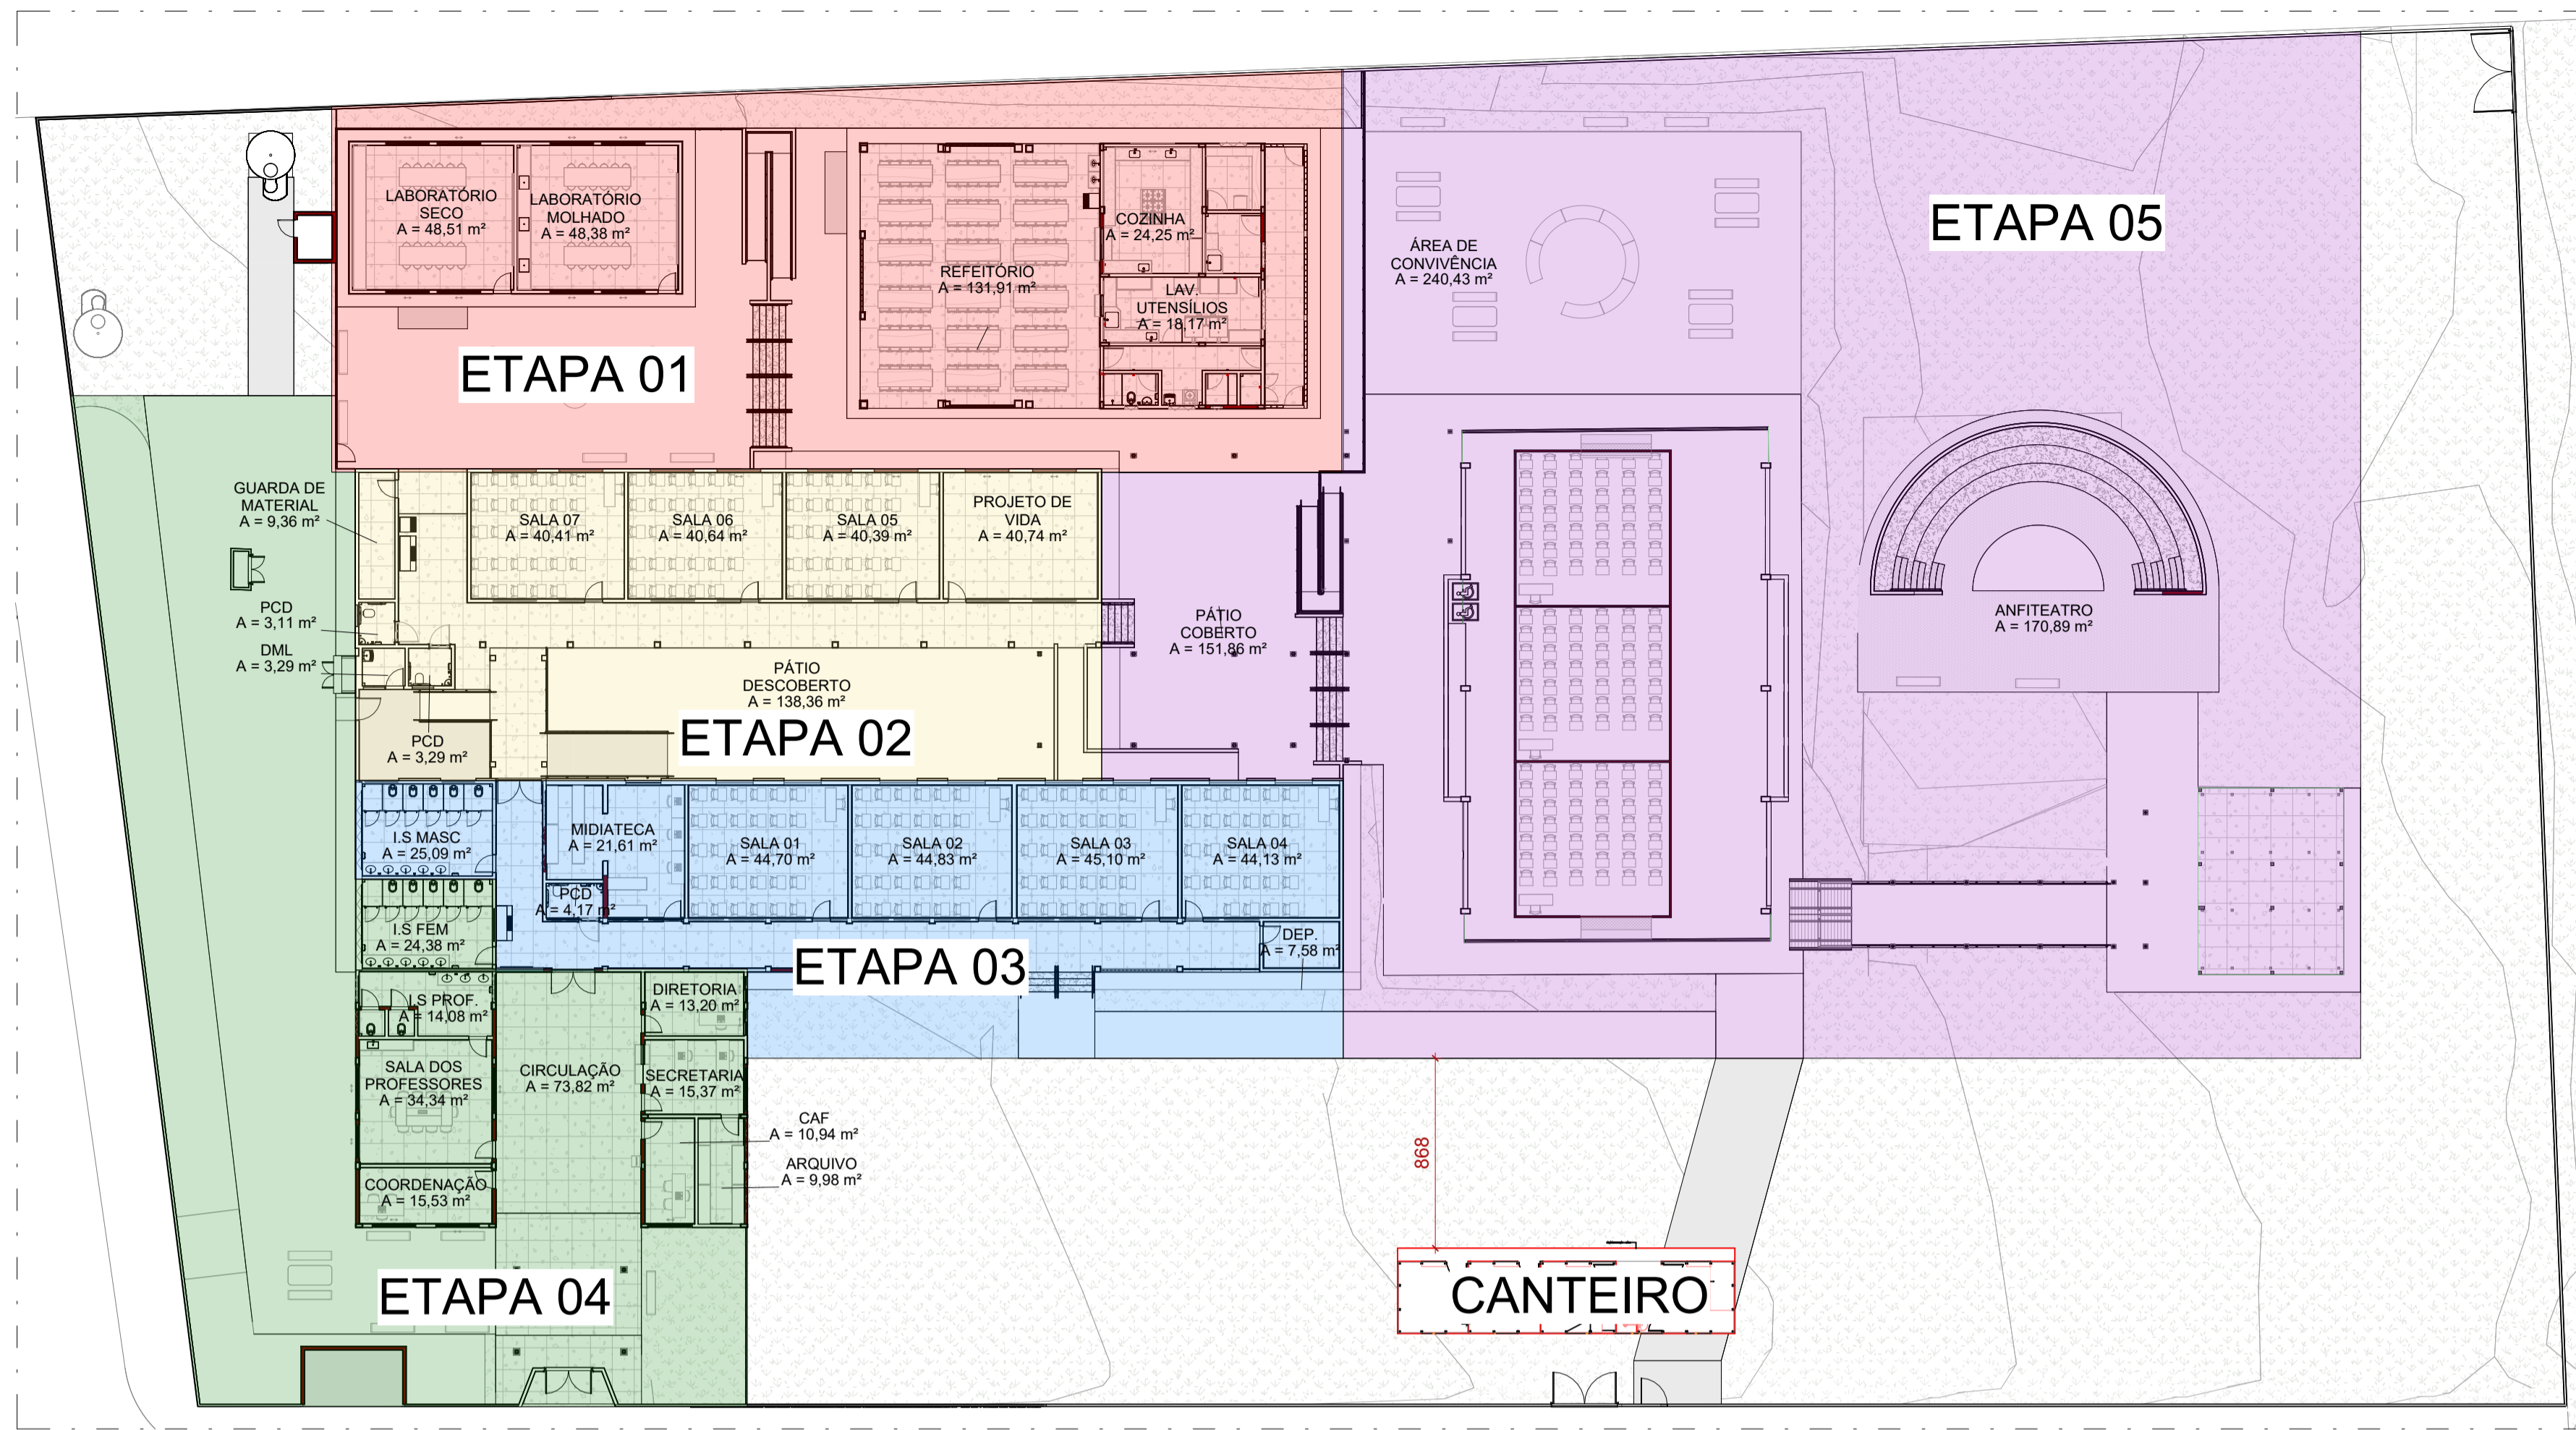 ETAPA 05
LABORATÓRIO
SECO
A = 48,51 m²
LABORATÓRIO
MOLHADO
A = 48,38 m²
COZINHA
A = 24,25 m²
REFEITÓRIO
A = 131,91 m²
LAV.
UTENSÍLIOS
A = 18,17 m²
ÁREA DE
CONVIVÊNCIA
A = 240,43 m²
ETAPA 01
GUARDA DE
MATERIAL
A = 9,36 m²
SALA 07
A = 40,41 m²
SALA 06
A = 40,64 m²
SALA 05
A = 40,39 m²
PROJETO DE
VIDA
A = 40,74 m²
PCD
A = 3,11 m²
DML
A = 3,29 m²
PÁTIO
COBERTO
A = 151,86 m²
ANFITEATRO
A = 170,89 m²
PÁTIO
DESCOBERTO
A = 138,36 m²
ETAPA 02
PCD
A = 3,29 m²
I.S MASC
A = 25,09 m²
MIDIATECA
A = 21,61 m²
SALA 01
A = 44,70 m²
SALA 02
A = 44,83 m²
SALA 03
A = 45,10 m²
SALA 04
A = 44,13 m²
PCD
A = 4,17 m²
I.S FEM
A = 24,38 m²
DEP.
A = 7,58 m²
ETAPA 03
I.S PROF.
A = 14,08 m²
DIRETORIA
A = 13,20 m²
SALA DOS
PROFESSORES
A = 34,34 m²
CIRCULAÇÃO
A = 73,82 m²
SECRETARIA
A = 15,37 m²
CAF
A = 10,94 m²
ARQUIVO
A = 9,98 m²
COORDENAÇÃO
A = 15,53 m²
868
ETAPA 04
CANTEIRO